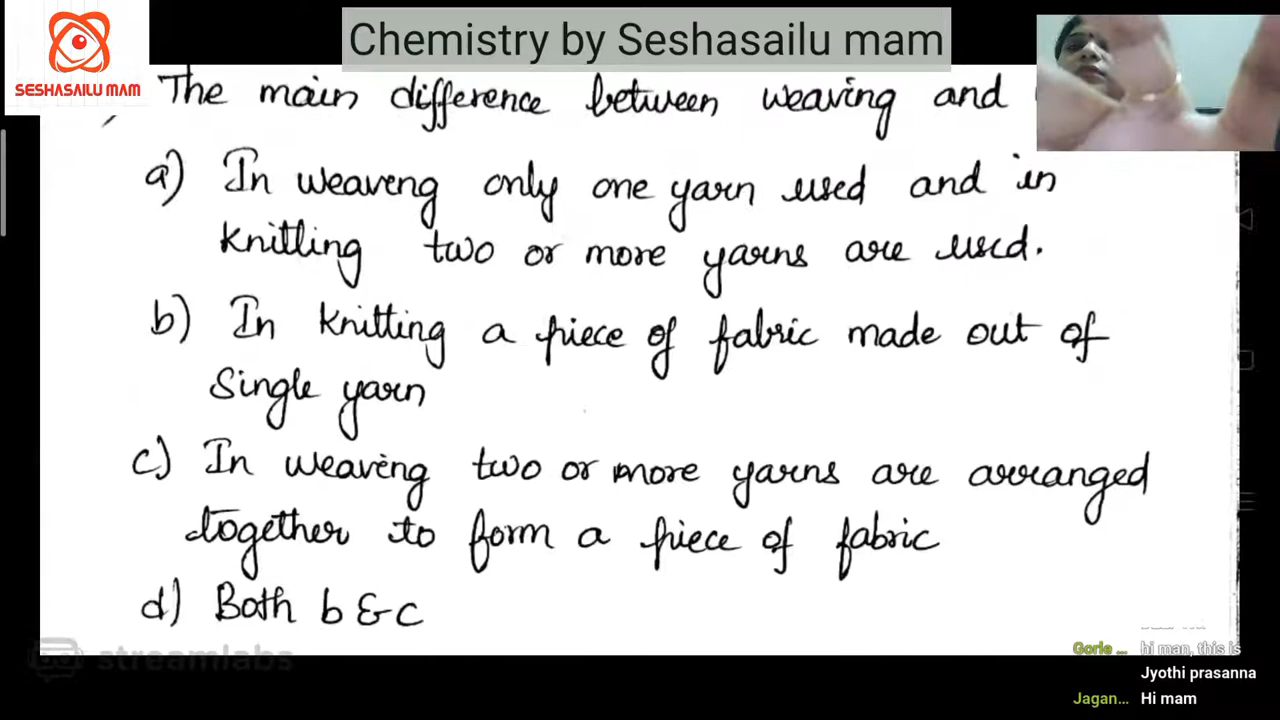 Chemistry by Seshasailu mam
SESHASAILU MAM
The main difference between weaving and
a) In weaveng only one yarn used and in
knitling two or more yarns are used.
b) In knitting a piece of fabric made out of
Single yarn
c) In weaving two or more yarns are arranged
together to form a piece of fabric
d) Both b & c
streamlabs
Gorle ... hi man, this is
Jyothi prasanna
Jagan... Hi mam